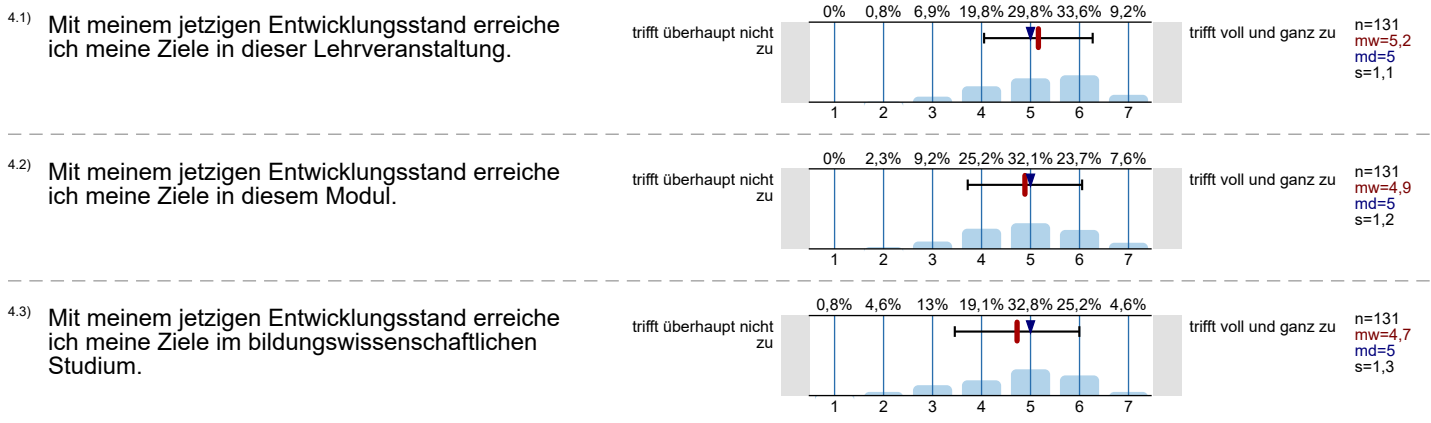 4.1) Mit meinem jetzigen Entwicklungsstand erreiche
ich meine Ziele in dieser Lehrveranstaltung.
trifft überhaupt nicht
zu
0% 0,8% 6,9% 19,8% 29,8% 33,6% 9,2%
1 2 3 4 5 6 7
trifft voll und ganz zu
n=131
mw=5,2
md=5
s=1,1
4.2) Mit meinem jetzigen Entwicklungsstand erreiche
ich meine Ziele in diesem Modul.
trifft überhaupt nicht
zu
0% 2,3% 9,2% 25,2% 32,1% 23,7% 7,6%
1 2 3 4 5 6 7
trifft voll und ganz zu
n=131
mw=4,9
md=5
s=1,2
4.3) Mit meinem jetzigen Entwicklungsstand erreiche
ich meine Ziele im bildungswissenschaftlichen
Studium.
trifft überhaupt nicht
zu
0,8% 4,6% 13% 19,1% 32,8% 25,2% 4,6%
1 2 3 4 5 6 7
trifft voll und ganz zu
n=131
mw=4,7
md=5
s=1,3